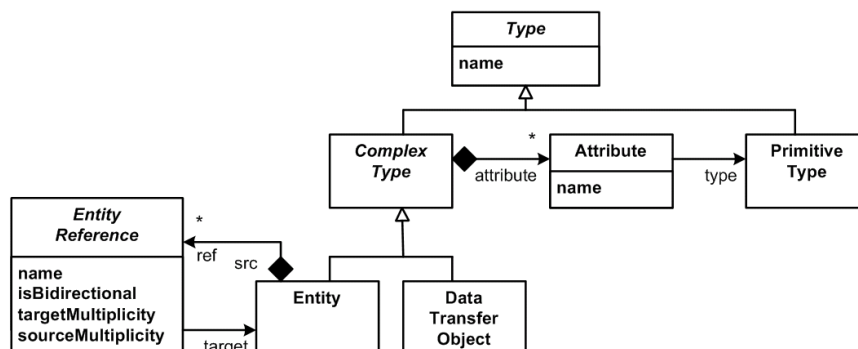 Type
name
Complex
Type
*
attribute
Attribute
name
type
Primitive
Type
Entity
Reference
name
isBidirectional
targetMultiplicity
sourceMultiplicity
*
ref
src
target
Entity
Data
Transfer
Object